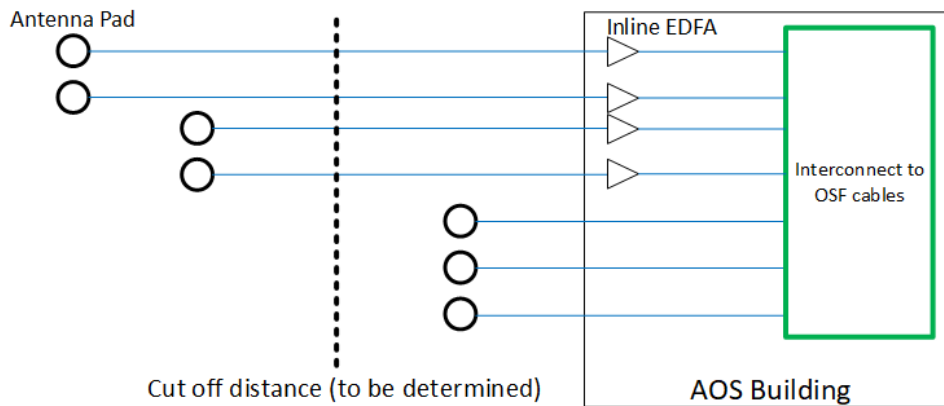 Antenna Pad
Inline EDFA
Interconnect to
OSF cables
Cut off distance (to be determined)
AOS Building